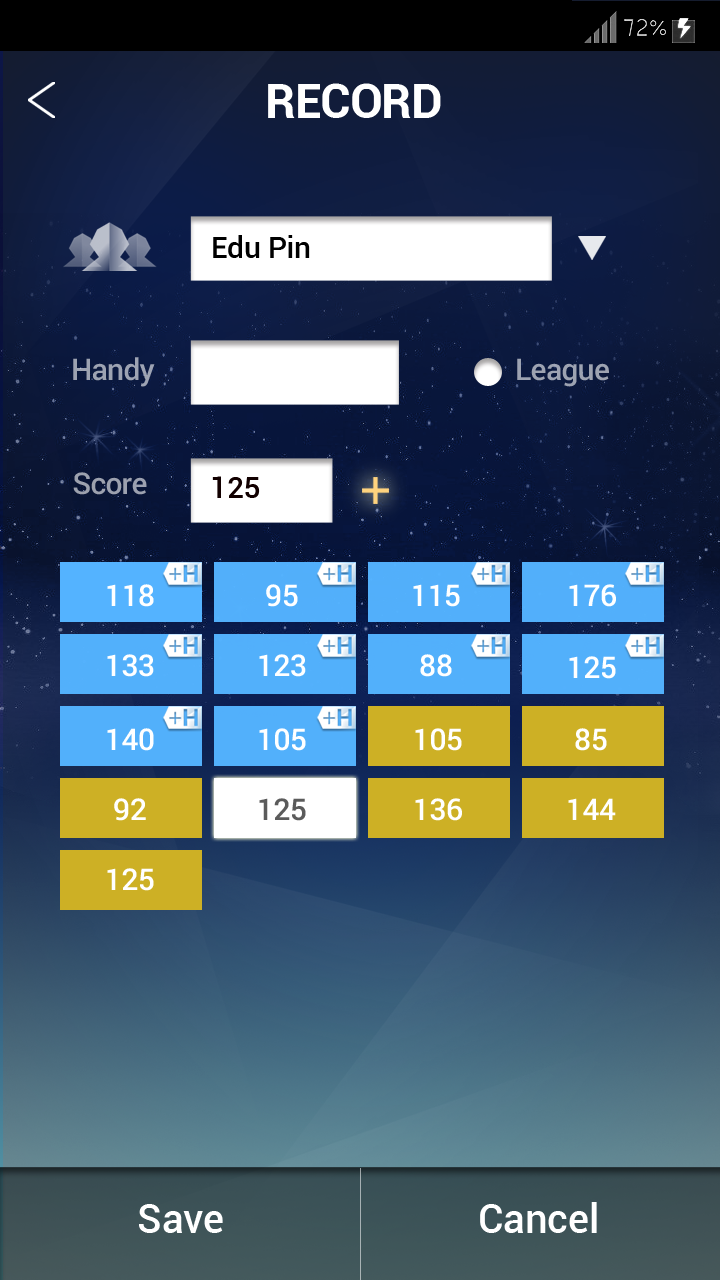 72%
RECORD
Edu Pin
Handy
League
Score
125
+
118 +H 95 +H 115 +H 176 +H
133 +H 123 +H 88 +H 125 +H
140 +H 105 +H 105 85
92 125 136 144
125
Save
Cancel